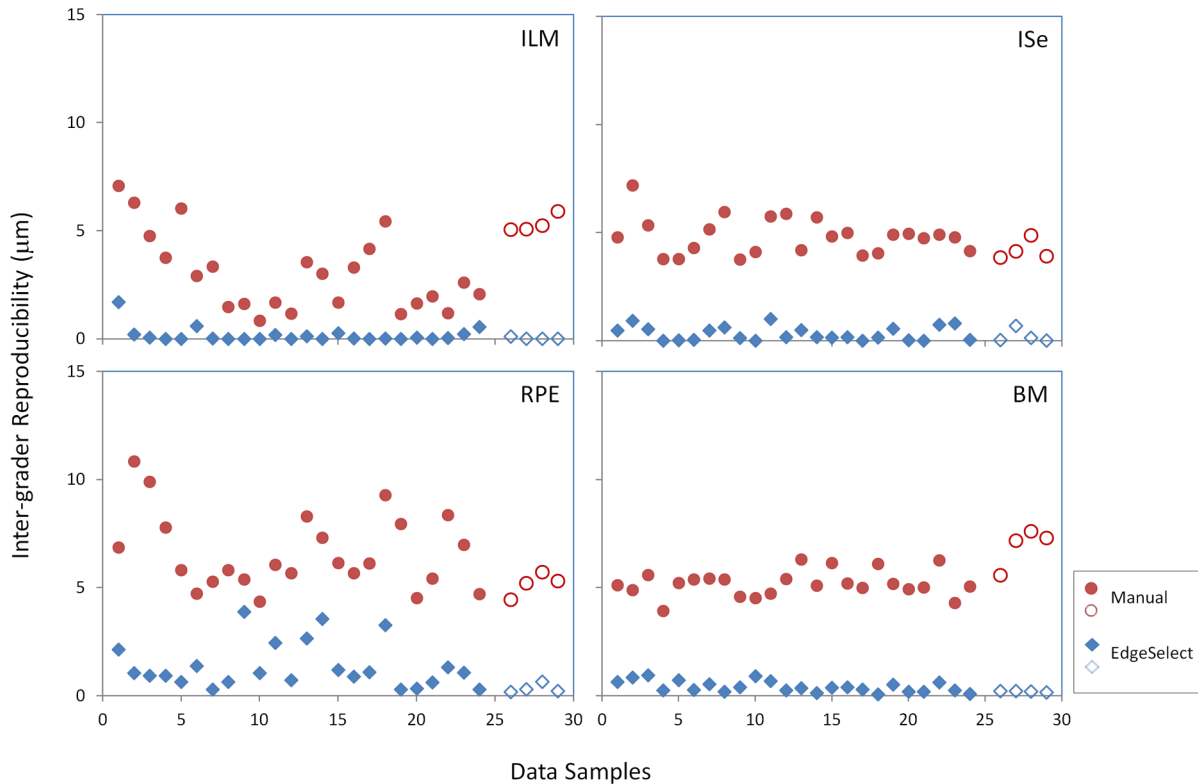 Inter-grader Reproducibility (μm)
15
10
5
0
ILM
ISe
15
10
5
0
RPE
BM
0 5 10 15 20 25 30
0 5 10 15 20 25 30
Data Samples
Manual
EdgeSelect